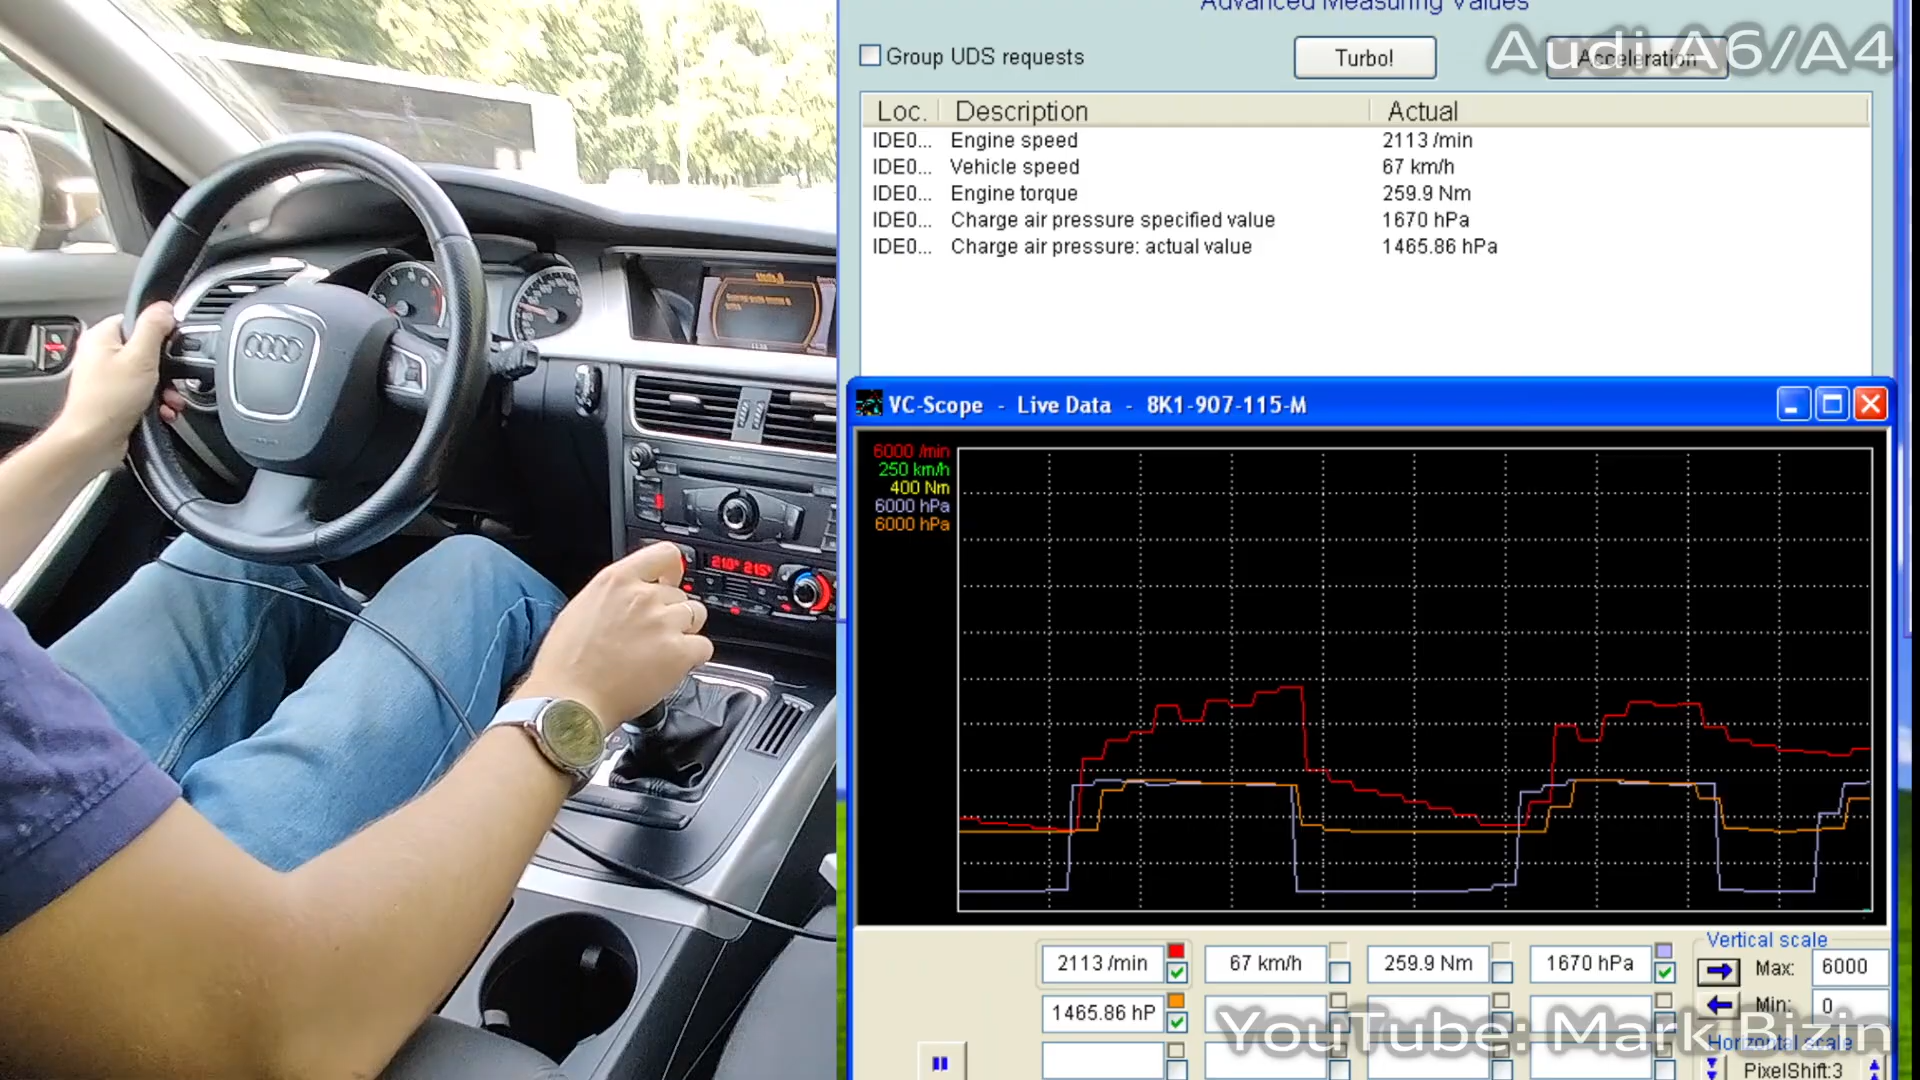 Advanced Measuring Values
Group UDS requests
Turbo!
Acceleration
Audi A6/A4
Loc. Description Actual
IDE0... Engine speed 2113 /min
IDE0... Vehicle speed 67 km/h
IDE0... Engine torque 259.9 Nm
IDE0... Charge air pressure specified value 1670 hPa
IDE0... Charge air pressure: actual value 1465.86 hPa
VC-Scope - Live Data - 8K1-907-115-M
6000 /min
250 km/h
400 Nm
6000 hPa
6000 hPa
2113 /min 67 km/h 259.9 Nm 1670 hPa
1465.86 hP
Vertical scale
Max: 6000
Min: 0
Horizontal scale
PixelShift:3
YouTube: Mark Bizin
21.0° 21.5°